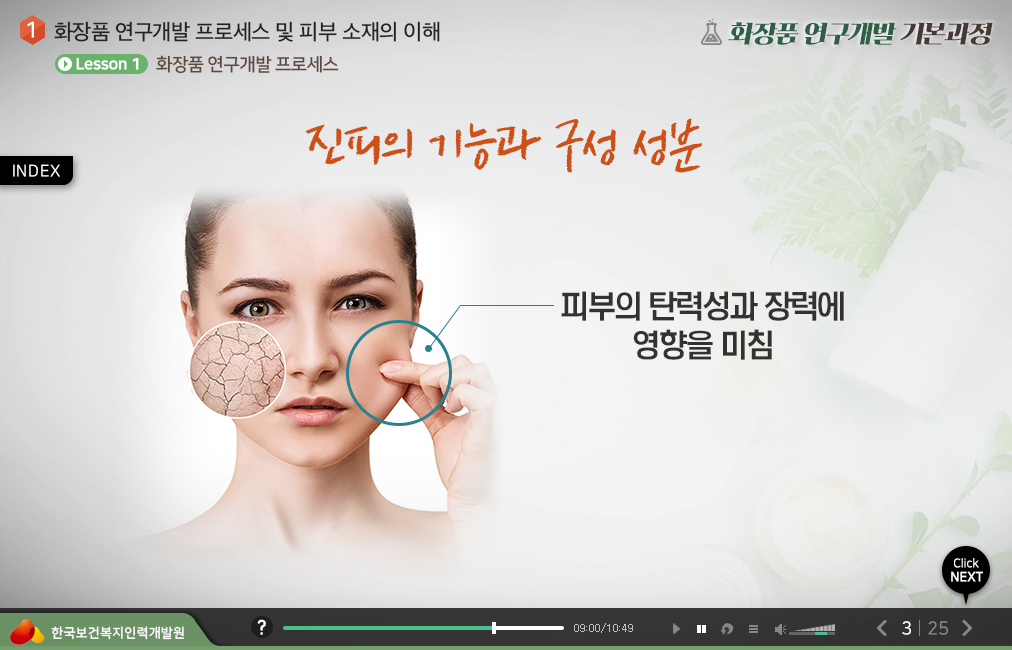 1 화장품 연구개발 프로세스 및 피부 소재의 이해
화장품 연구개발 기본과정
Lesson 1 화장품 연구개발 프로세스
진피의 기능과 구성 성분
INDEX
피부의 탄력성과 장력에
영향을 미침
Click
NEXT
한국보건복지인력개발원
?
09:00/10:49
3 | 25